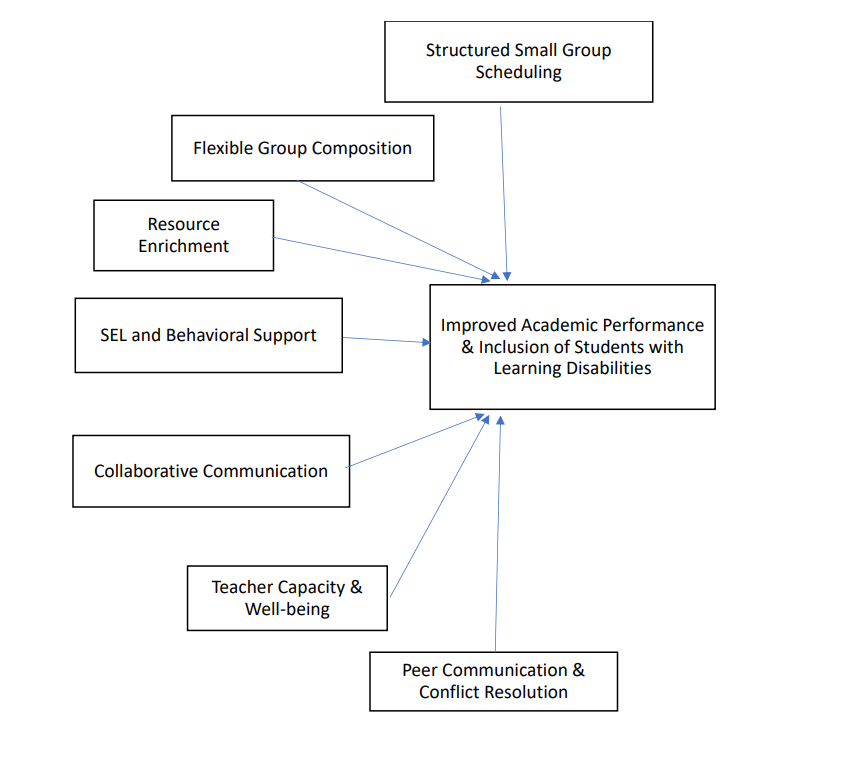 Structured Small Group
Scheduling
Flexible Group Composition
Resource
Enrichment
SEL and Behavioral Support
Improved Academic Performance
& Inclusion of Students with
Learning Disabilities
Collaborative Communication
Teacher Capacity &
Well-being
Peer Communication &
Conflict Resolution